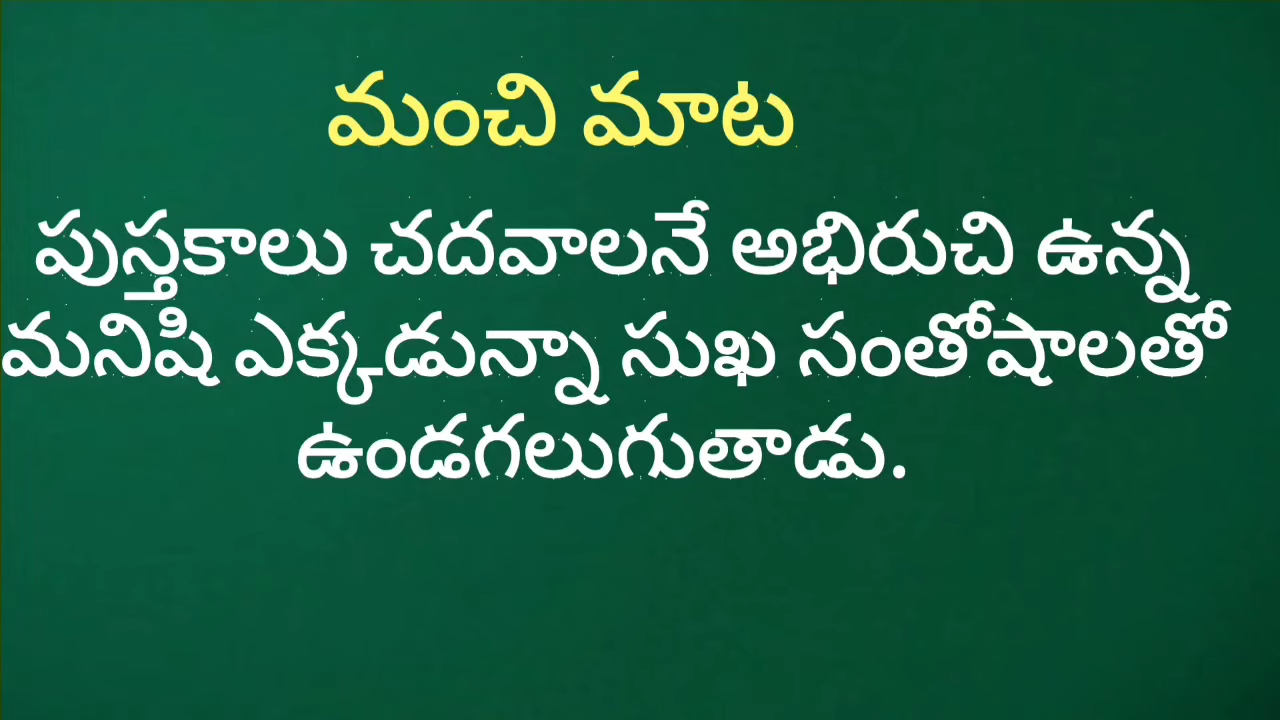 మంచి మాట
పుస్తకాలు చదవాలనే అభిరుచి ఉన్న
మనిషి ఎక్కడున్నా సుఖ సంతోషాలతో
ఉండగలుగుతాడు.